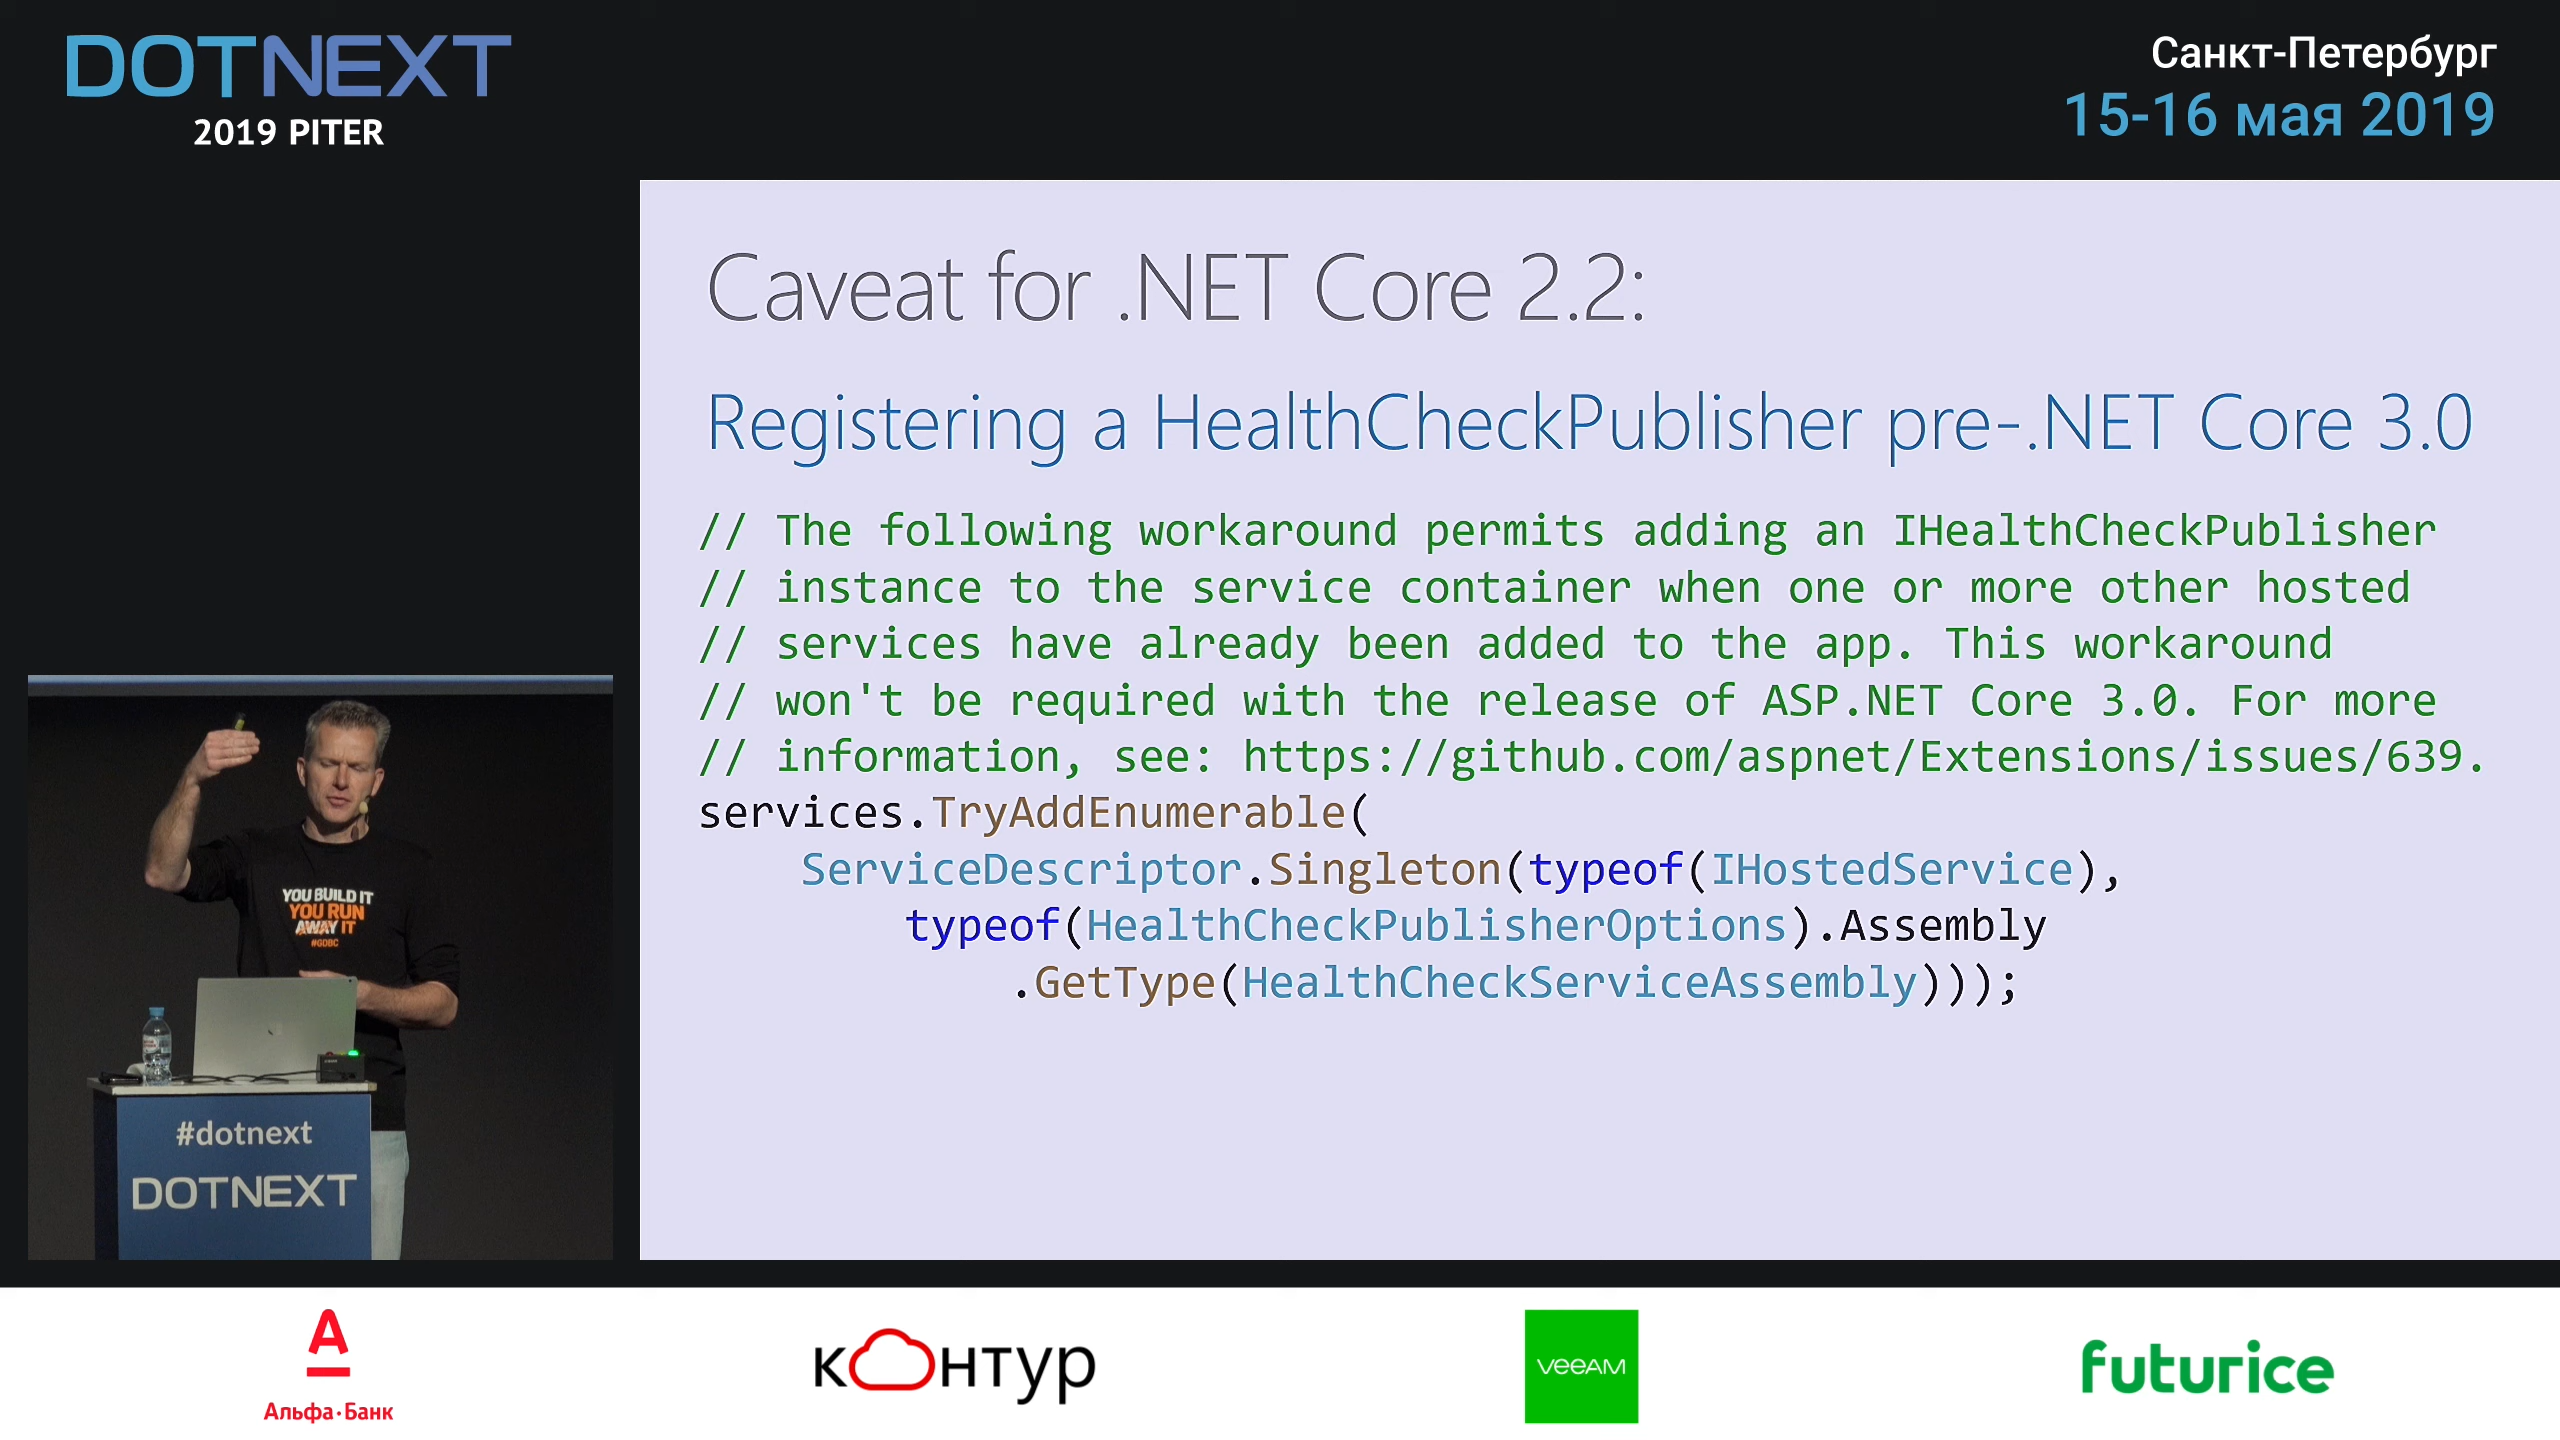 DOTNEXT
2019 PITER
Санкт-Петербург
15-16 мая 2019
Caveat for .NET Core 2.2:
Registering a HealthCheckPublisher pre-.NET Core 3.0
// The following workaround permits adding an IHealthCheckPublisher
// instance to the service container when one or more other hosted
// services have already been added to the app. This workaround
// won't be required with the release of ASP.NET Core 3.0. For more
// information, see: https://github.com/aspnet/Extensions/issues/639.
services.TryAddEnumerable(
ServiceDescriptor.Singleton(typeof(IHostedService),
typeof(HealthCheckPublisherOptions).Assembly
.GetType(HealthCheckServiceAssembly)));
YOU BUILD IT
YOU RUN
AWAY IT
#GDBC
#dotnext
DOTNEXT
Альфа·Банк
контур
veeAM
futurice